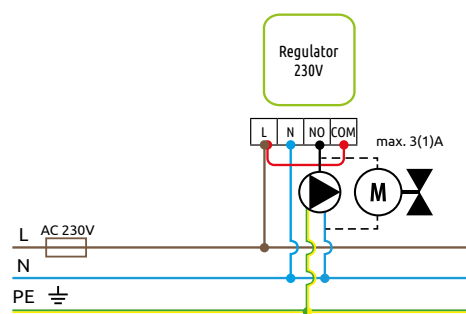 Regulator
230V
L N NO COM
max. 3(1)A
M
L AC 230V
N
PE